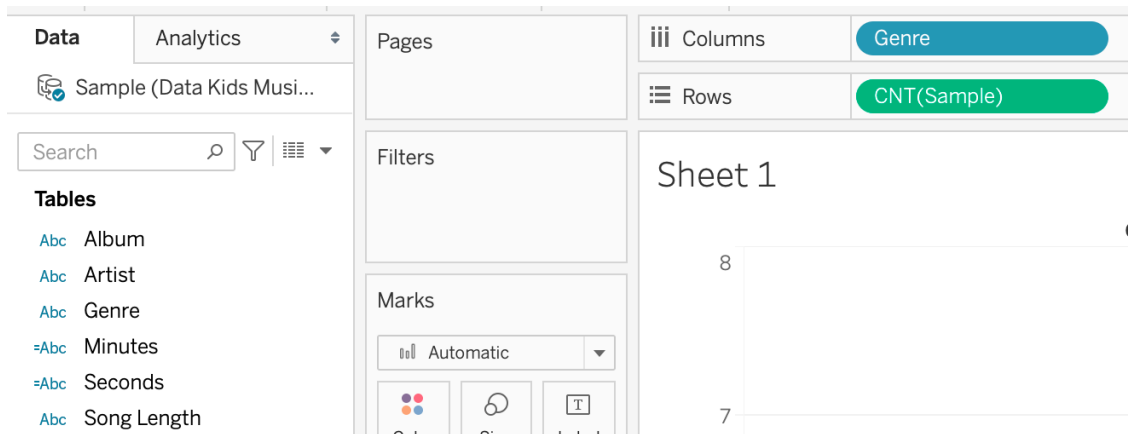 Data
Analytics
Sample (Data Kids Musi...
Search
Tables
Abc Album
Abc Artist
Abc Genre
=Abc Minutes
=Abc Seconds
Abc Song Length
Pages
Filters
Marks
Automatic
T
Columns
Genre
Rows
CNT(Sample)
Sheet 1
8
7